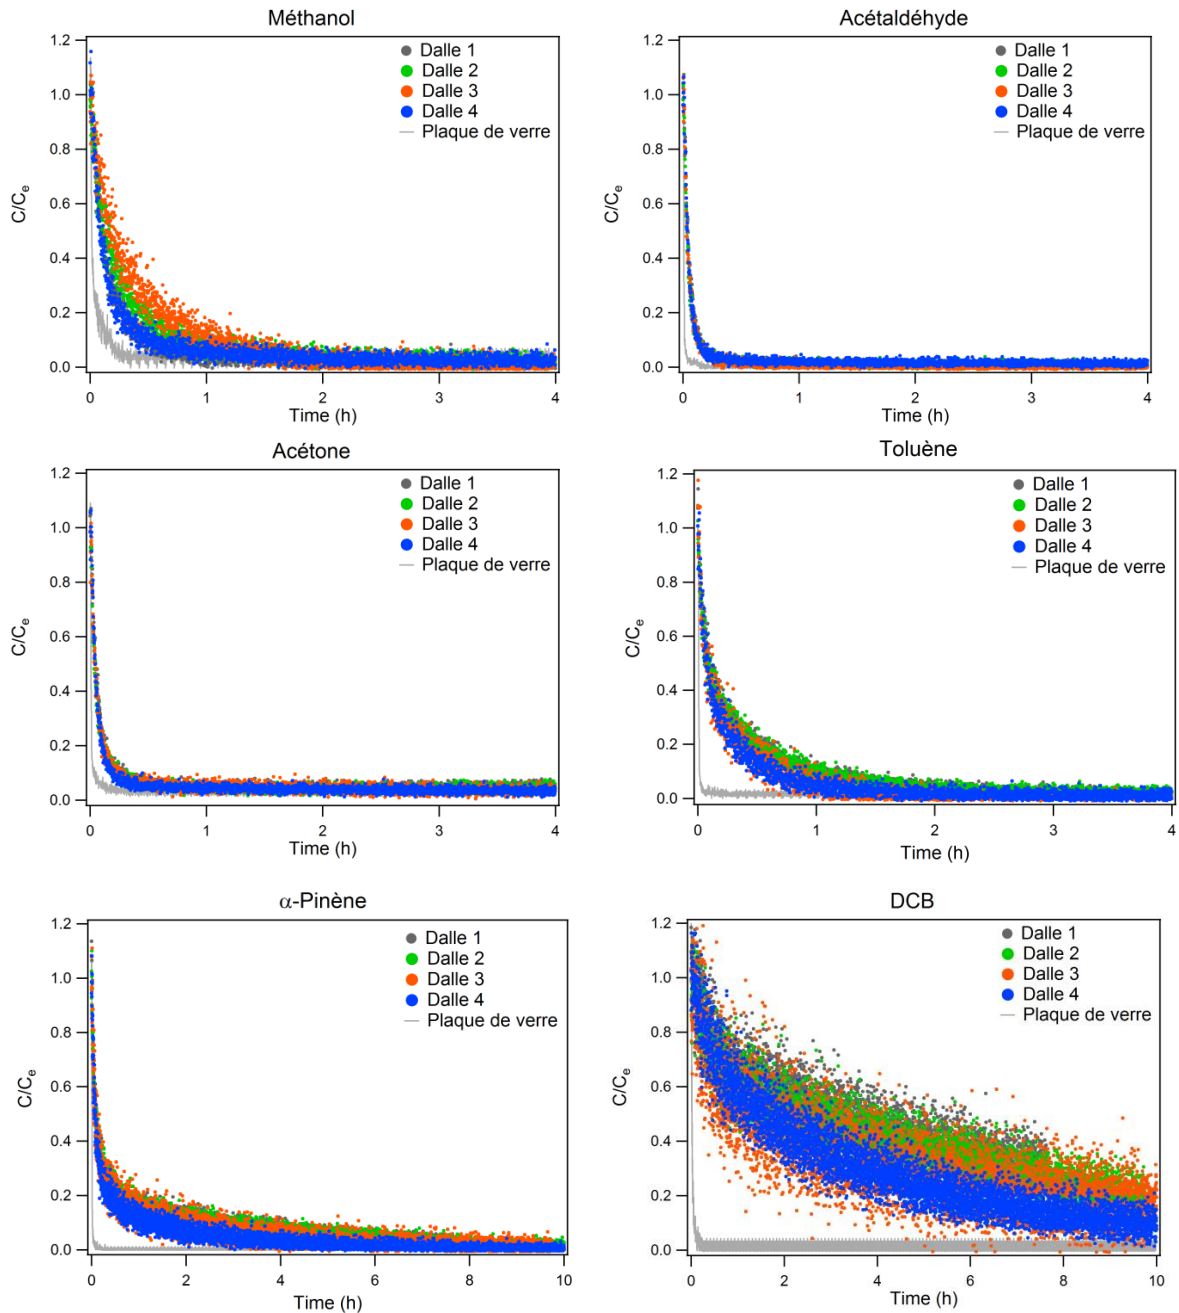 Méthanol
1.2
1.0
0.8
0.6
0.4
0.2
0.0
C/Ce
0 1 2 3 4
Time (h)
Dalle 1
Dalle 2
Dalle 3
Dalle 4
Plaque de verre
Acétaldéhyde
1.2
1.0
0.8
0.6
0.4
0.2
0.0
C/Ce
0 1 2 3 4
Time (h)
Dalle 1
Dalle 2
Dalle 3
Dalle 4
Plaque de verre
Acétone
1.2
1.0
0.8
0.6
0.4
0.2
0.0
C/Ce
0 1 2 3 4
Time (h)
Dalle 1
Dalle 2
Dalle 3
Dalle 4
Plaque de verre
Toluène
1.2
1.0
0.8
0.6
0.4
0.2
0.0
C/Ce
0 1 2 3 4
Time (h)
Dalle 1
Dalle 2
Dalle 3
Dalle 4
Plaque de verre
α-Pinène
1.2
1.0
0.8
0.6
0.4
0.2
0.0
C/Ce
0 2 4 6 8 10
Time (h)
Dalle 1
Dalle 2
Dalle 3
Dalle 4
Plaque de verre
DCB
1.2
1.0
0.8
0.6
0.4
0.2
0.0
C/Ce
0 2 4 6 8 10
Time (h)
Dalle 1
Dalle 2
Dalle 3
Dalle 4
Plaque de verre